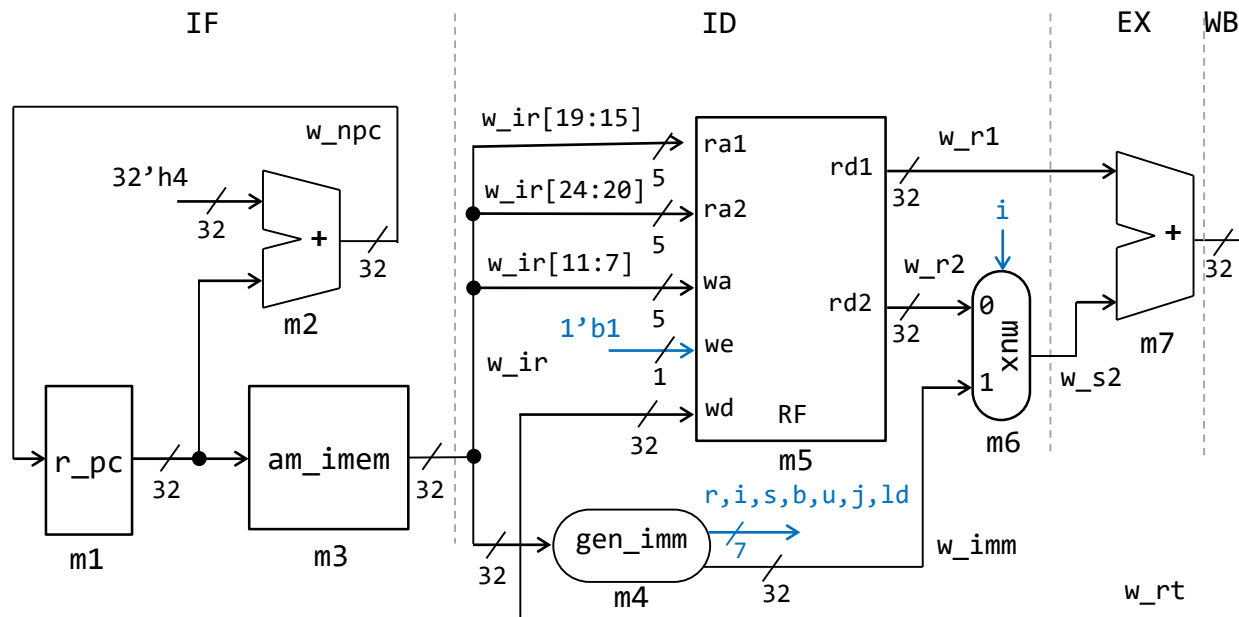 IF
ID
EX
WB
w_npc
32’h4
32
+
32
m2
r_pc
m1
32
am_imem
m3
32
w_ir
w_ir[19:15]
5
w_ir[24:20]
5
w_ir[11:7]
5
1’b1
1
32
ra1
ra2
wa
we
wd
rd1
rd2
RF
m5
w_r1
32
w_r2
32
i
0
mux
1
m6
w_s2
+
m7
32
32
gen_imm
m4
r,i,s,b,u,j,ld
7
32
w_imm
w_rt